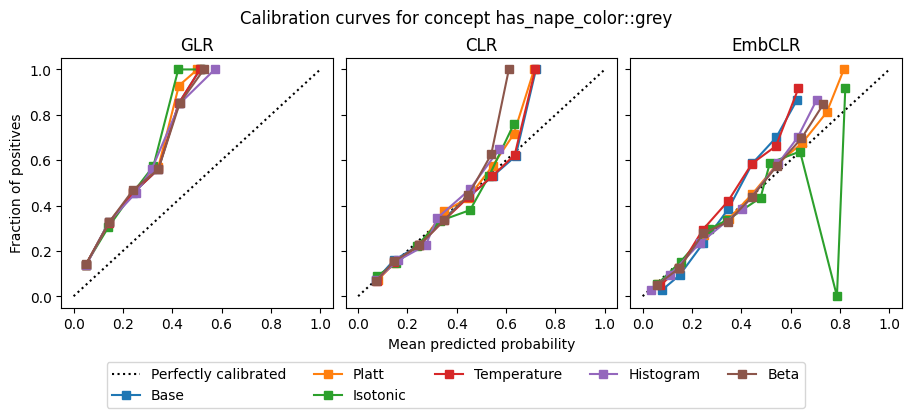 Calibration curves for concept has_nape_color::grey
GLR
CLR
EmbCLR
Fraction of positives
1.0
0.8
0.6
0.4
0.2
0.0
0.0 0.2 0.4 0.6 0.8 1.0
0.0 0.2 0.4 0.6 0.8 1.0
0.0 0.2 0.4 0.6 0.8 1.0
Mean predicted probability
Perfectly calibrated
Base
Platt
Isotonic
Temperature
Histogram
Beta